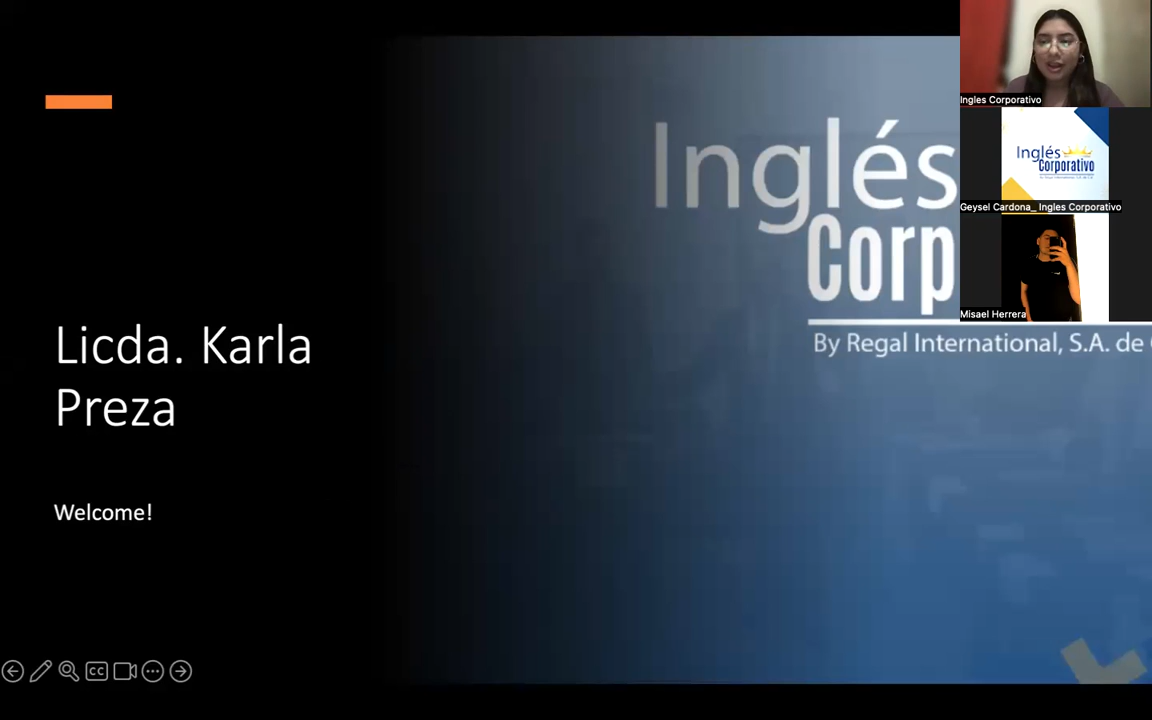 Licda. Karla
Preza
Welcome!
Inglés
Corp
By Regal International, S.A. de
Ingles Corporativo
Inglés
Corporativo
Geysel Cardona_ Ingles Corporativo
Misael Herrera
CC